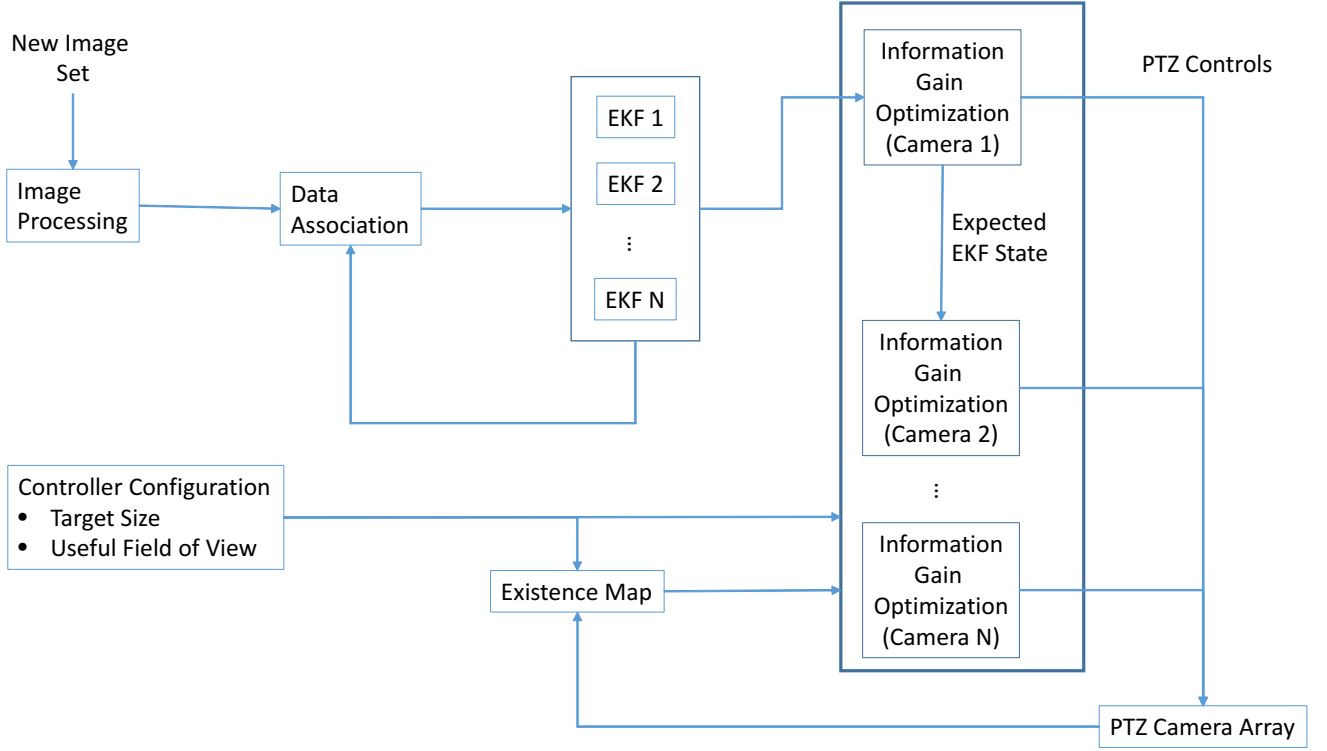 New Image
Set
Image
Processing
Data
Association
EKF 1
EKF 2
...
EKF N
Information
Gain
Optimization
(Camera 1)
PTZ Controls
Expected
EKF State
Information
Gain
Optimization
(Camera 2)
...
Information
Gain
Optimization
(Camera N)
Controller Configuration
• Target Size
• Useful Field of View
Existence Map
PTZ Camera Array